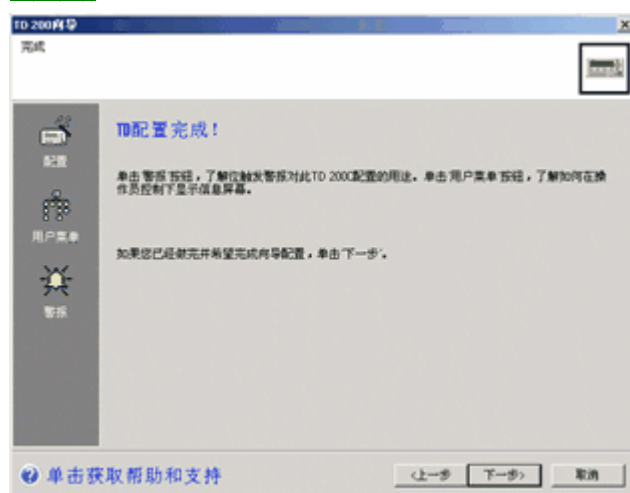 TD 200向导
完成
配置
用户菜单
警报
TD配置完成！
单击'警报'按钮，了解位触发警报对此TD 200C配置的用途。单击'用户菜单'按钮，了解如何在操
作员控制下显示信息屏幕。
如果您已经做完并希望完成向导配置，单击'下一步'。
单击获取帮助和支持
<上一步
下一步>
取消